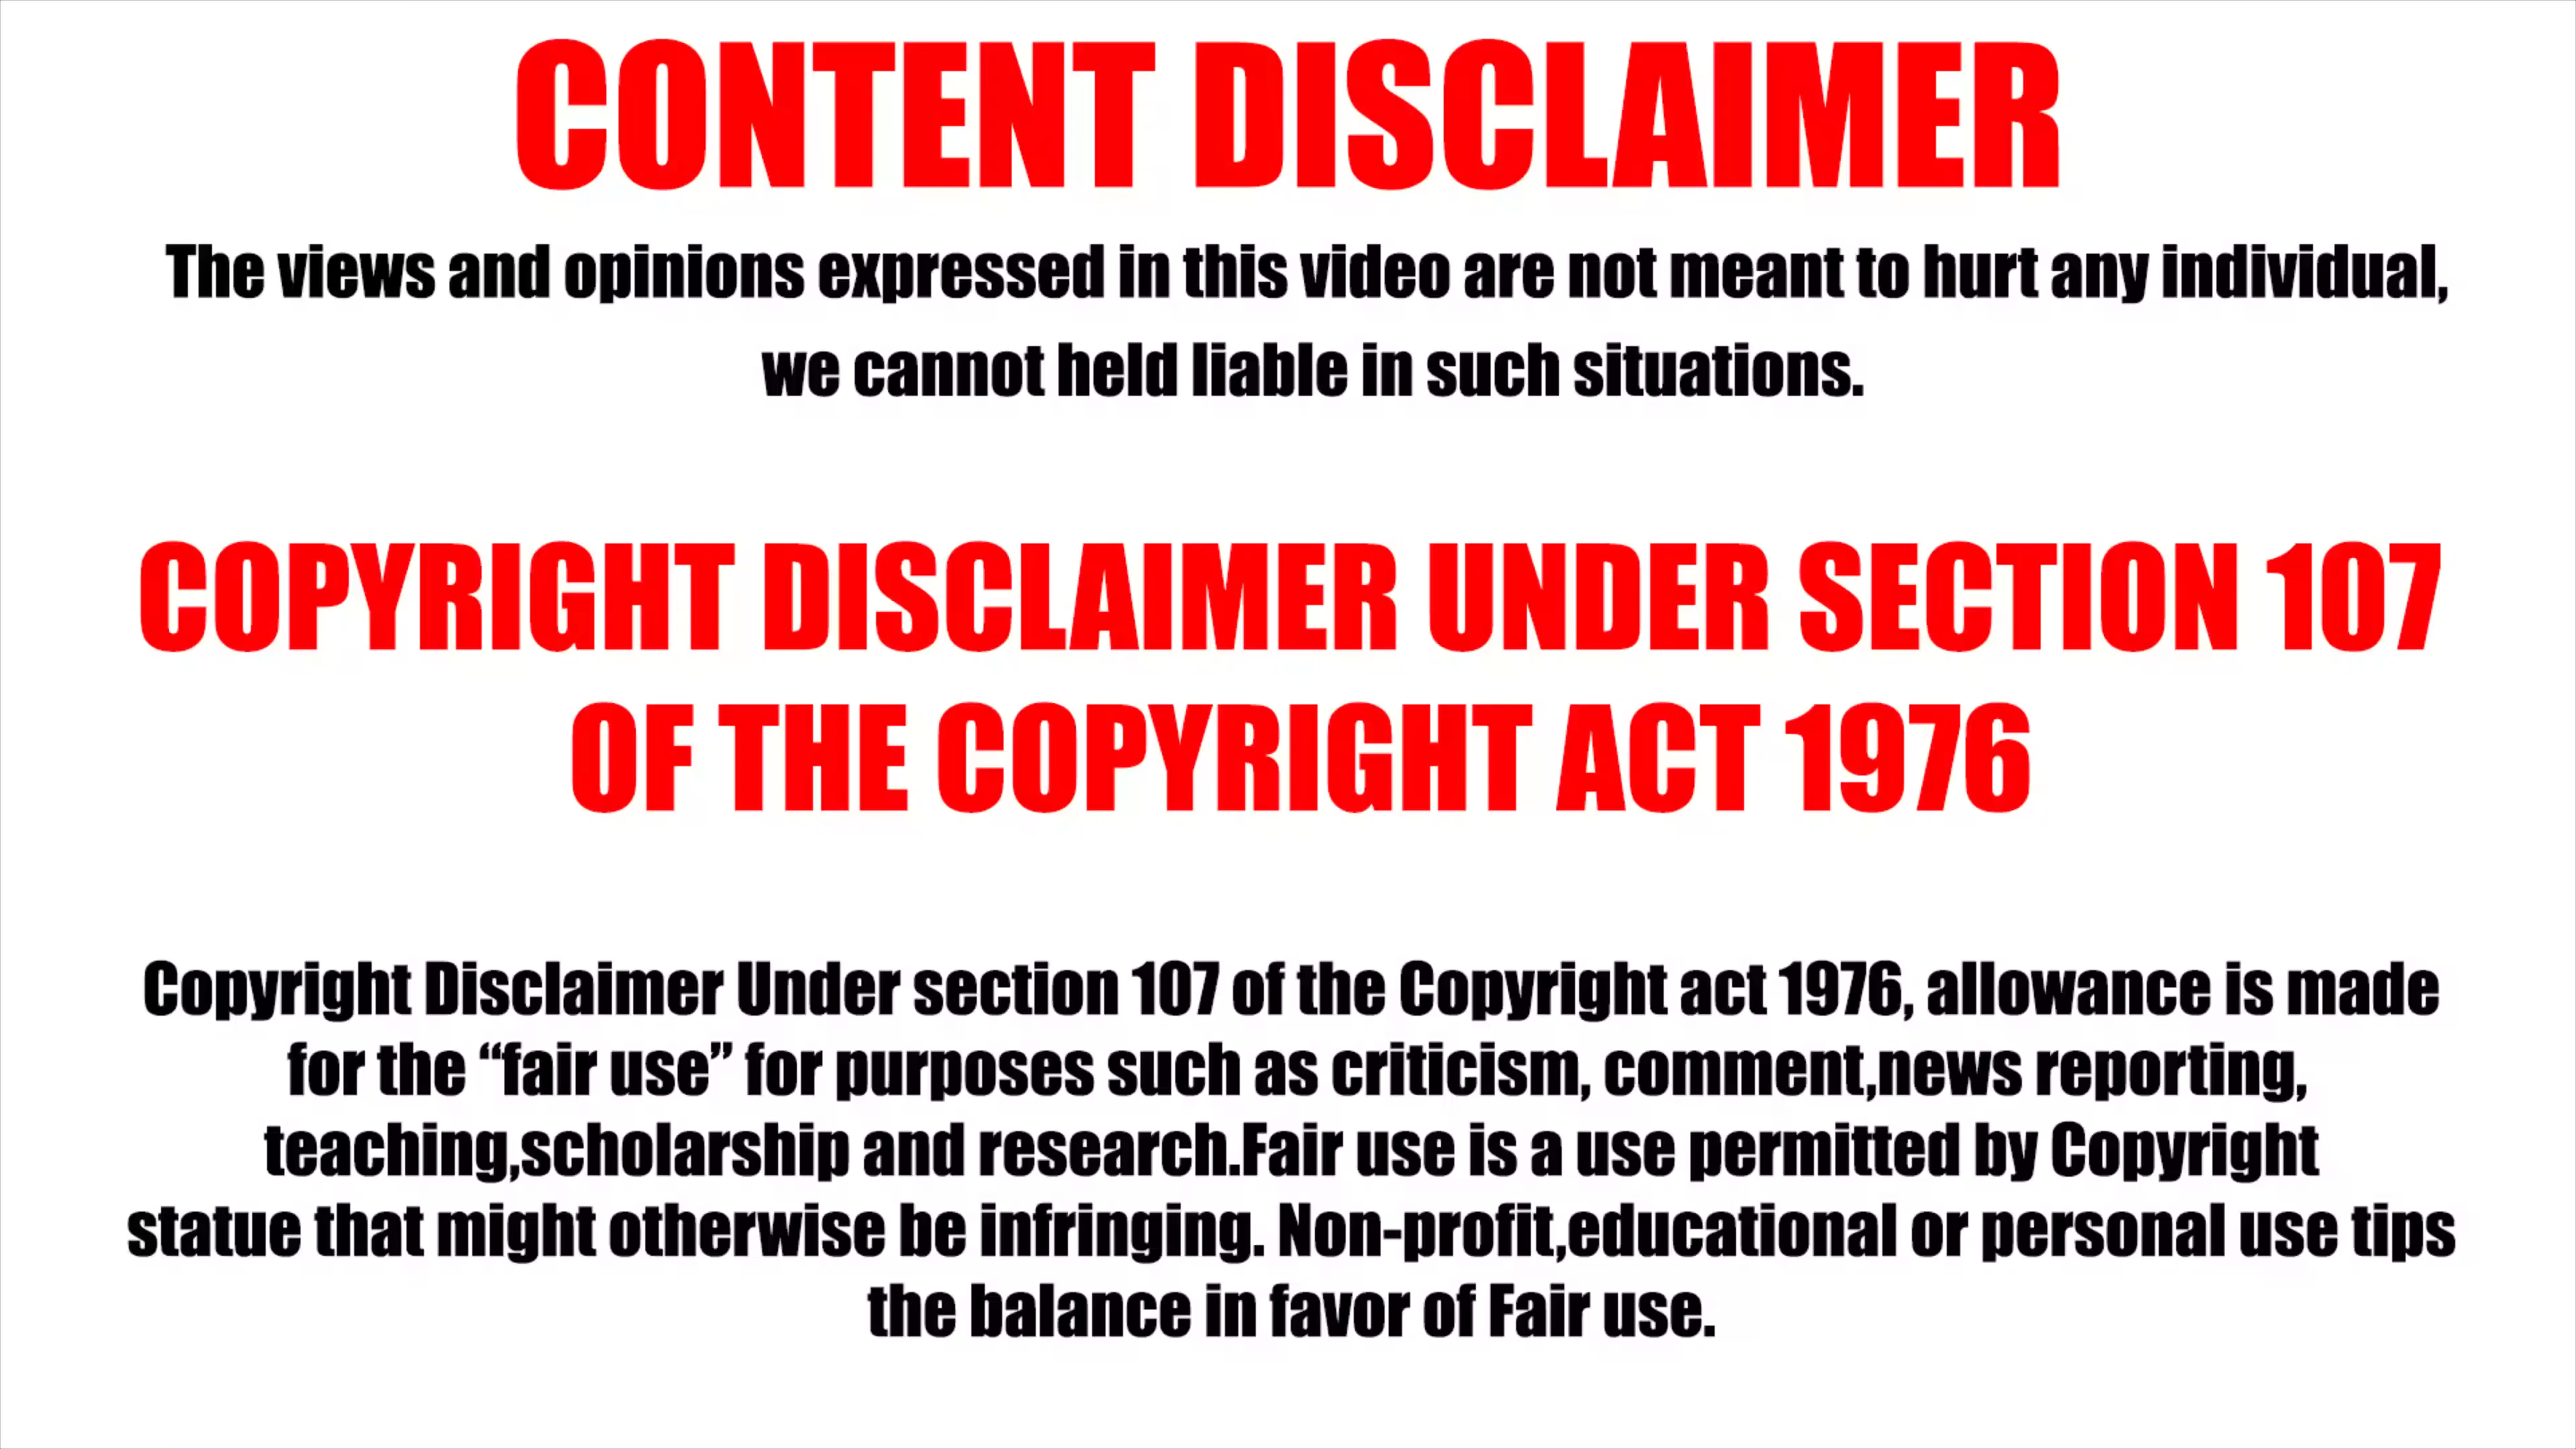 CONTENT DISCLAIMER
The views and opinions expressed in this video are not meant to hurt any individual,
we cannot held liable in such situations.
COPYRIGHT DISCLAIMER UNDER SECTION 107
OF THE COPYRIGHT ACT 1976
Copyright Disclaimer Under section 107 of the Copyright act 1976, allowance is made
for the “fair use” for purposes such as criticism, comment,news reporting,
teaching,scholarship and research.Fair use is a use permitted by Copyright
statue that might otherwise be infringing. Non-profit,educational or personal use tips
the balance in favor of Fair use.